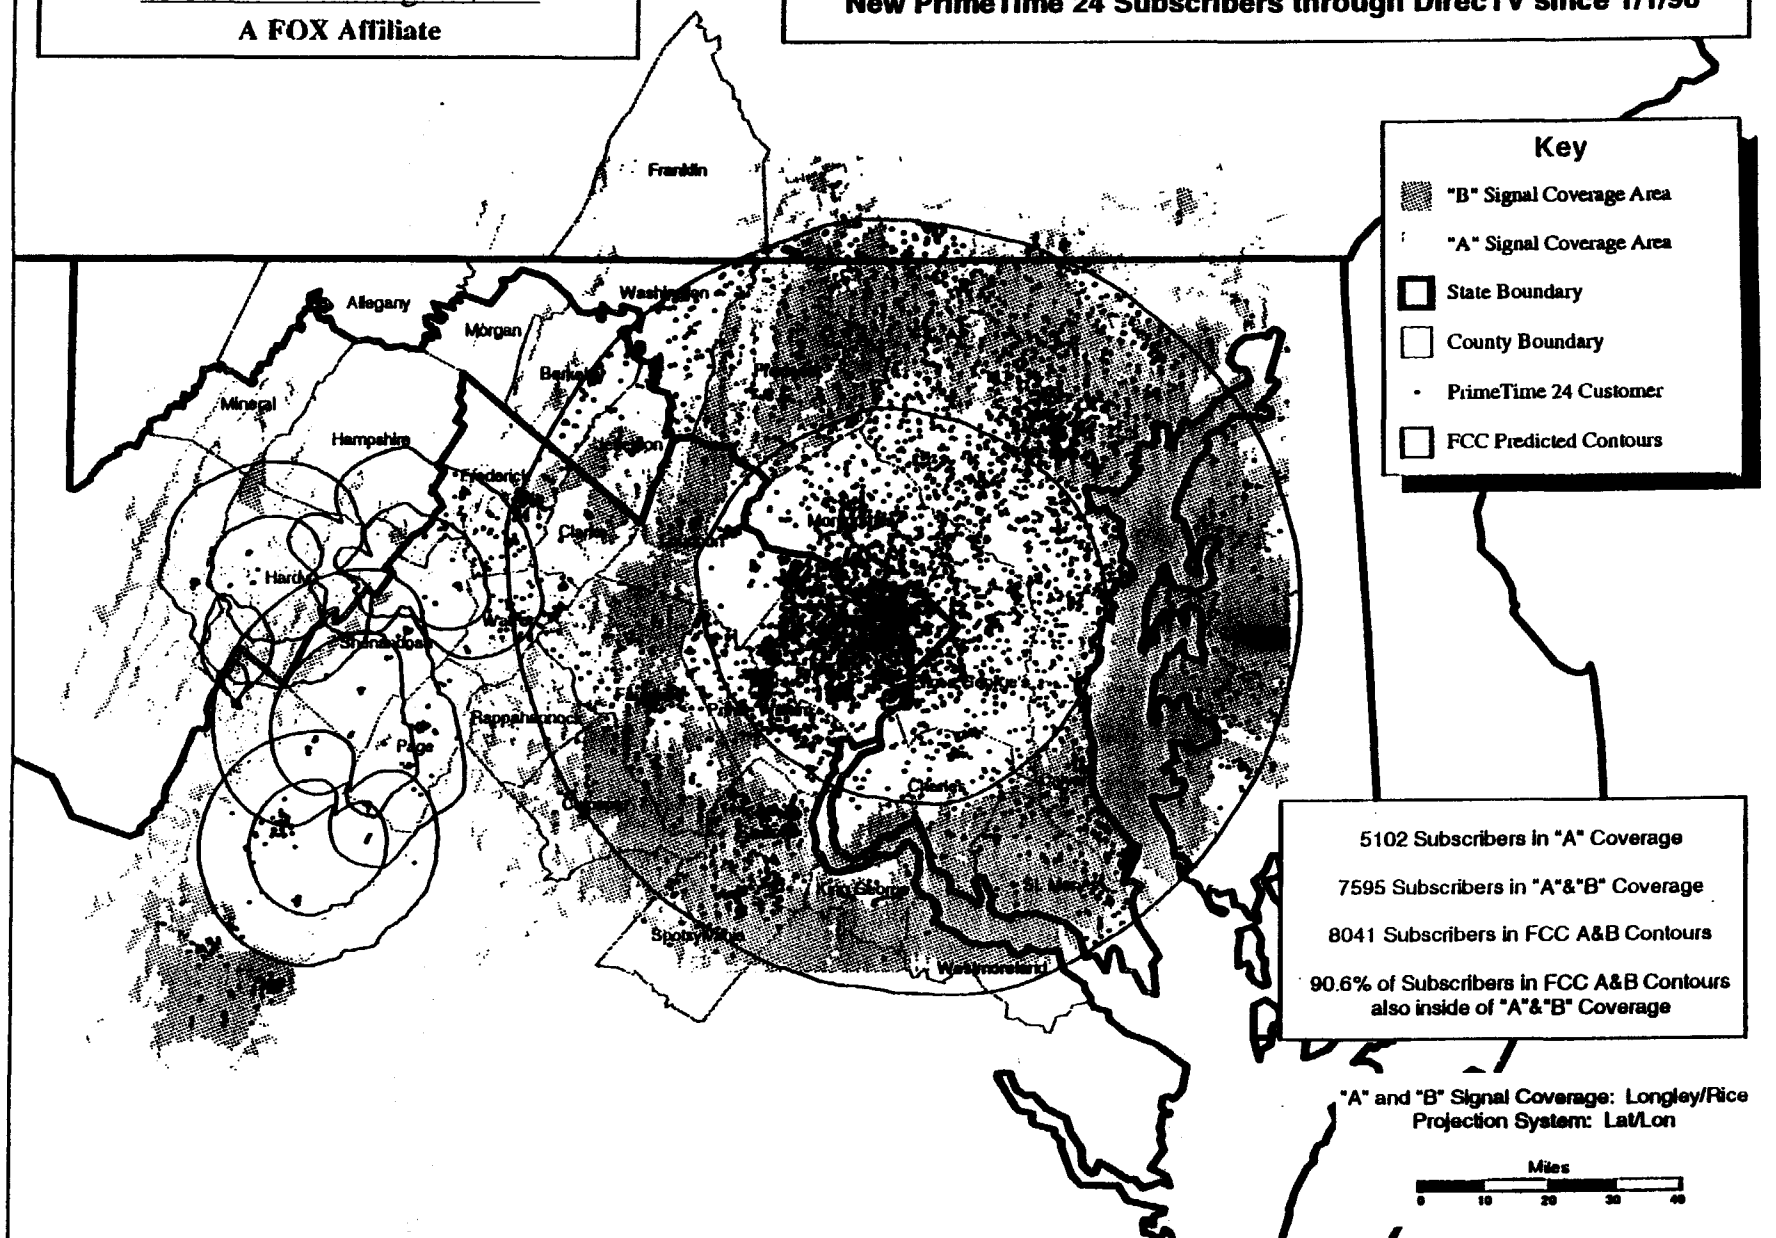 A FOX Affiliate
New PrimeTime 24 Subscribers through DirecTV since 1/1/98
Key
"B" Signal Coverage Area
"A" Signal Coverage Area
State Boundary
County Boundary
PrimeTime 24 Customer
FCC Predicted Contours
Franklin
Washington
Allegany
Morgan
Berkeley
Mineral
Hampshire
Frederick
Clarke
Hardy
Shenandoah
Warren
Rappahannock
Page
Prince William
Charles
King George
St. Mary's
Spotsylvania
Westmoreland
5102 Subscribers in "A" Coverage
7595 Subscribers in "A"&"B" Coverage
8041 Subscribers in FCC A&B Contours
90.6% of Subscribers in FCC A&B Contours
also inside of "A"&"B" Coverage
"A" and "B" Signal Coverage: Longley/Rice
Projection System: Lat/Lon
Miles
0 10 20 30 40